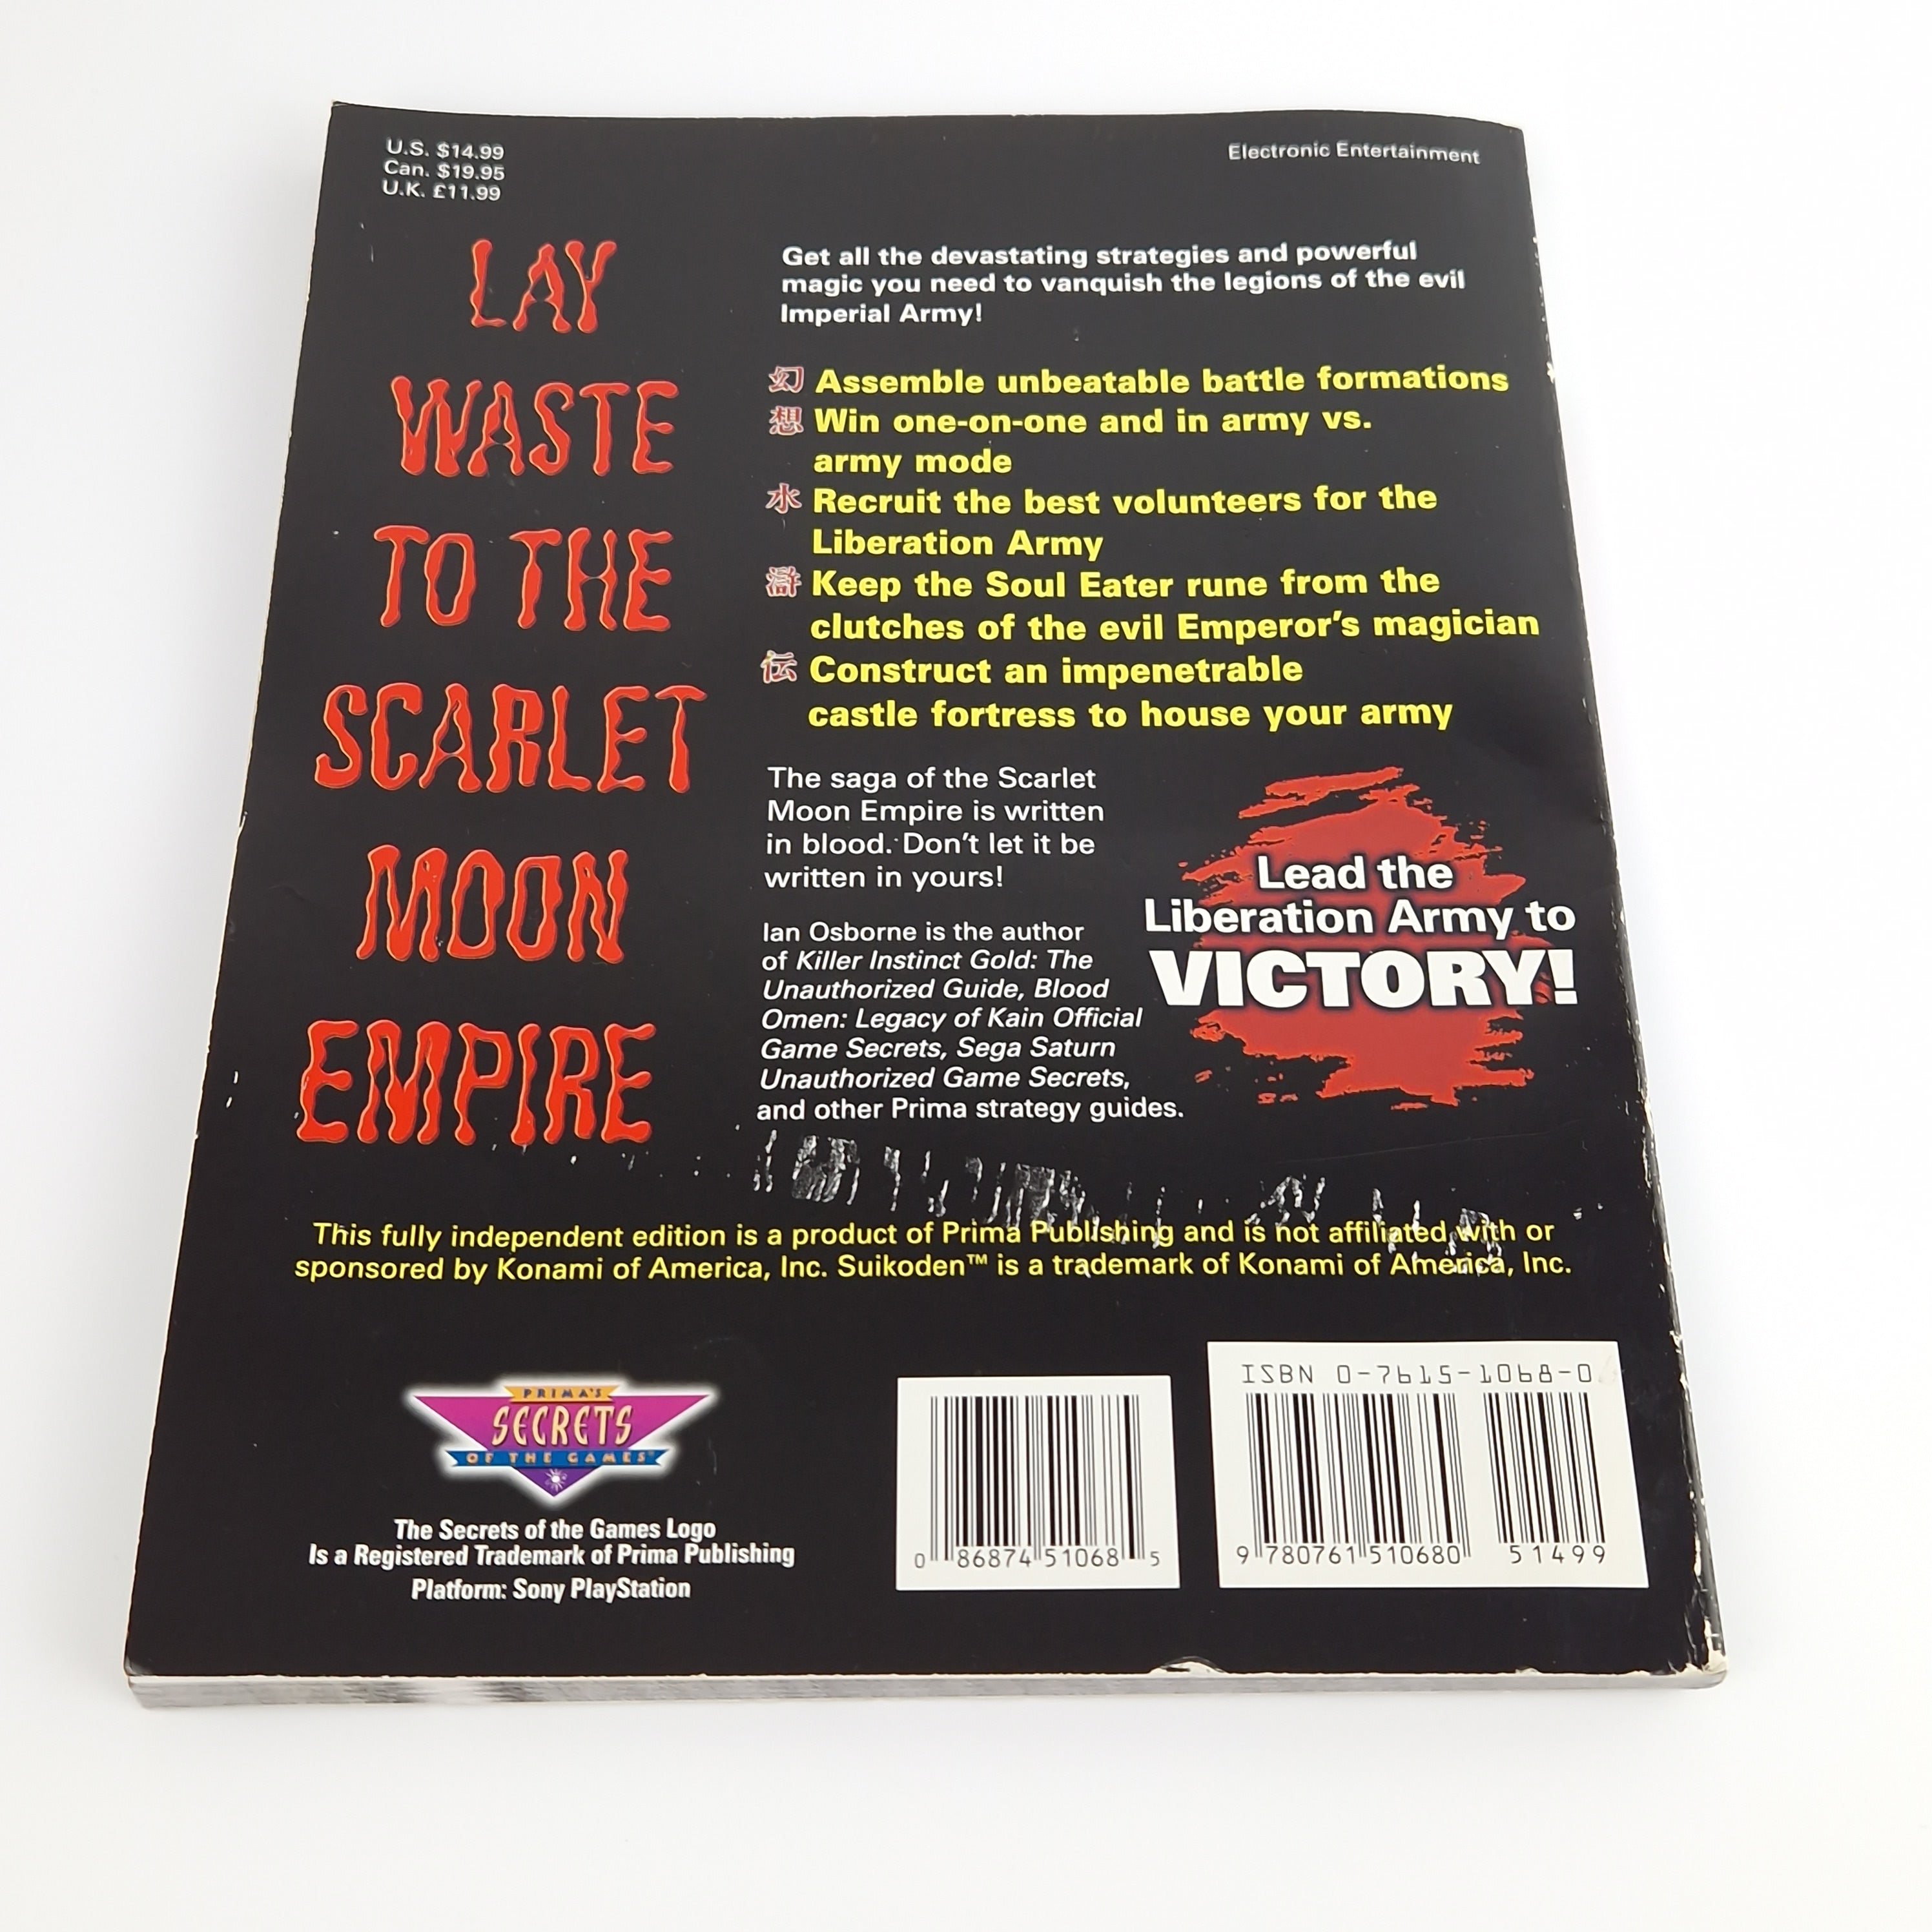 U.S. $14.99
Can. $19.95
U.K. £11.99
Electronic Entertainment
LAY
WASTE
TO THE
SCARLET
MOON
EMPIRE
Get all the devastating strategies and powerful
magic you need to vanquish the legions of the evil
Imperial Army!
幻 Assemble unbeatable battle formations
想 Win one-on-one and in army vs.
army mode
水 Recruit the best volunteers for the
Liberation Army
滸 Keep the Soul Eater rune from the
clutches of the evil Emperor's magician
伝 Construct an impenetrable
castle fortress to house your army
The saga of the Scarlet
Moon Empire is written
in blood. Don't let it be
written in yours!
Ian Osborne is the author
of Killer Instinct Gold: The
Unauthorized Guide, Blood
Omen: Legacy of Kain Official
Game Secrets, Sega Saturn
Unauthorized Game Secrets,
and other Prima strategy guides.
Lead the
Liberation Army to
VICTORY!
This fully independent edition is a product of Prima Publishing and is not affiliated with or
sponsored by Konami of America, Inc. Suikoden™ is a trademark of Konami of America, Inc.
PRIMA'S
SECRETS
OF THE GAMES®
The Secrets of the Games Logo
Is a Registered Trademark of Prima Publishing
Platform: Sony PlayStation
0 86874 51068 5
ISBN 0-7615-1068-0
9 780761 510680 51499